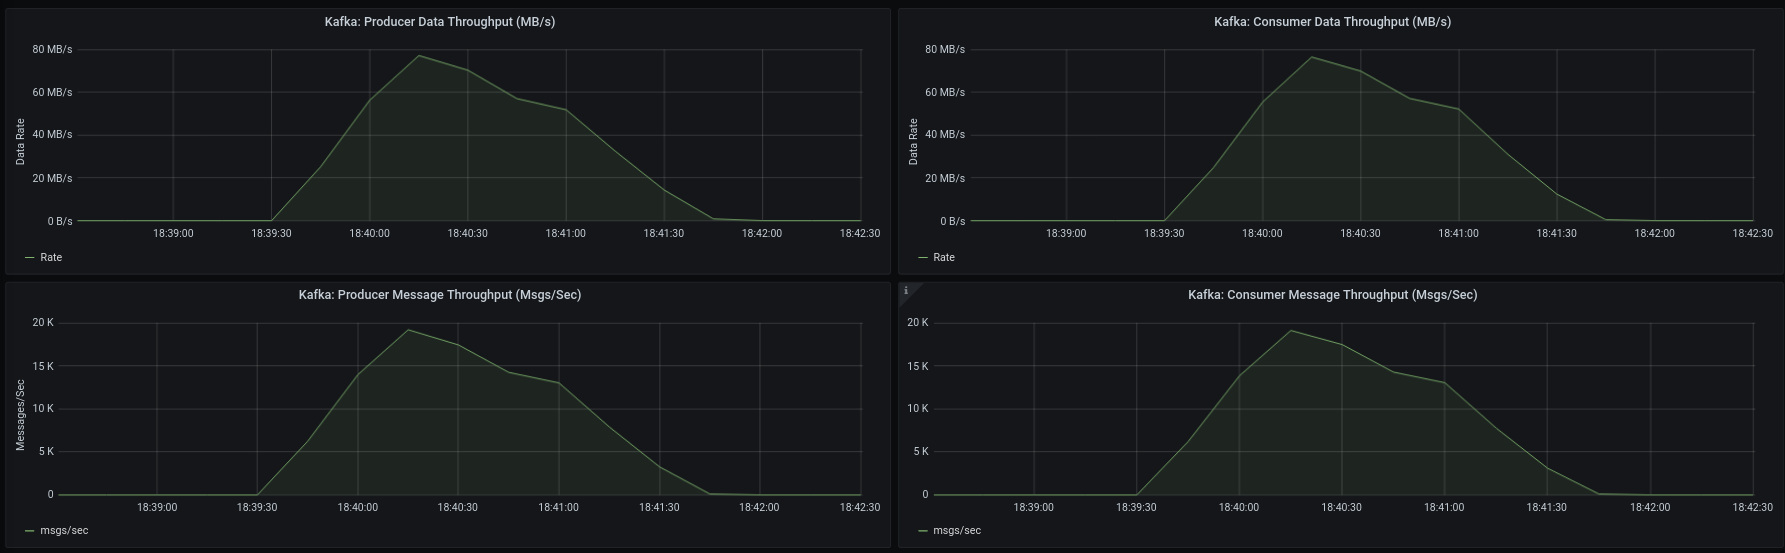 Kafka: Producer Data Throughput (MB/s)
80 MB/s
60 MB/s
40 MB/s
20 MB/s
0 B/s
Data Rate
18:39:00 18:39:30 18:40:00 18:40:30 18:41:00 18:41:30 18:42:00 18:42:30
Rate
Kafka: Consumer Data Throughput (MB/s)
80 MB/s
60 MB/s
40 MB/s
20 MB/s
0 B/s
Data Rate
18:39:00 18:39:30 18:40:00 18:40:30 18:41:00 18:41:30 18:42:00 18:42:30
Rate
Kafka: Producer Message Throughput (Msgs/Sec)
20 K
15 K
10 K
5 K
0
Messages/Sec
18:39:00 18:39:30 18:40:00 18:40:30 18:41:00 18:41:30 18:42:00 18:42:30
msgs/sec
i
Kafka: Consumer Message Throughput (Msgs/Sec)
20 K
15 K
10 K
5 K
0
18:39:00 18:39:30 18:40:00 18:40:30 18:41:00 18:41:30 18:42:00 18:42:30
msgs/sec